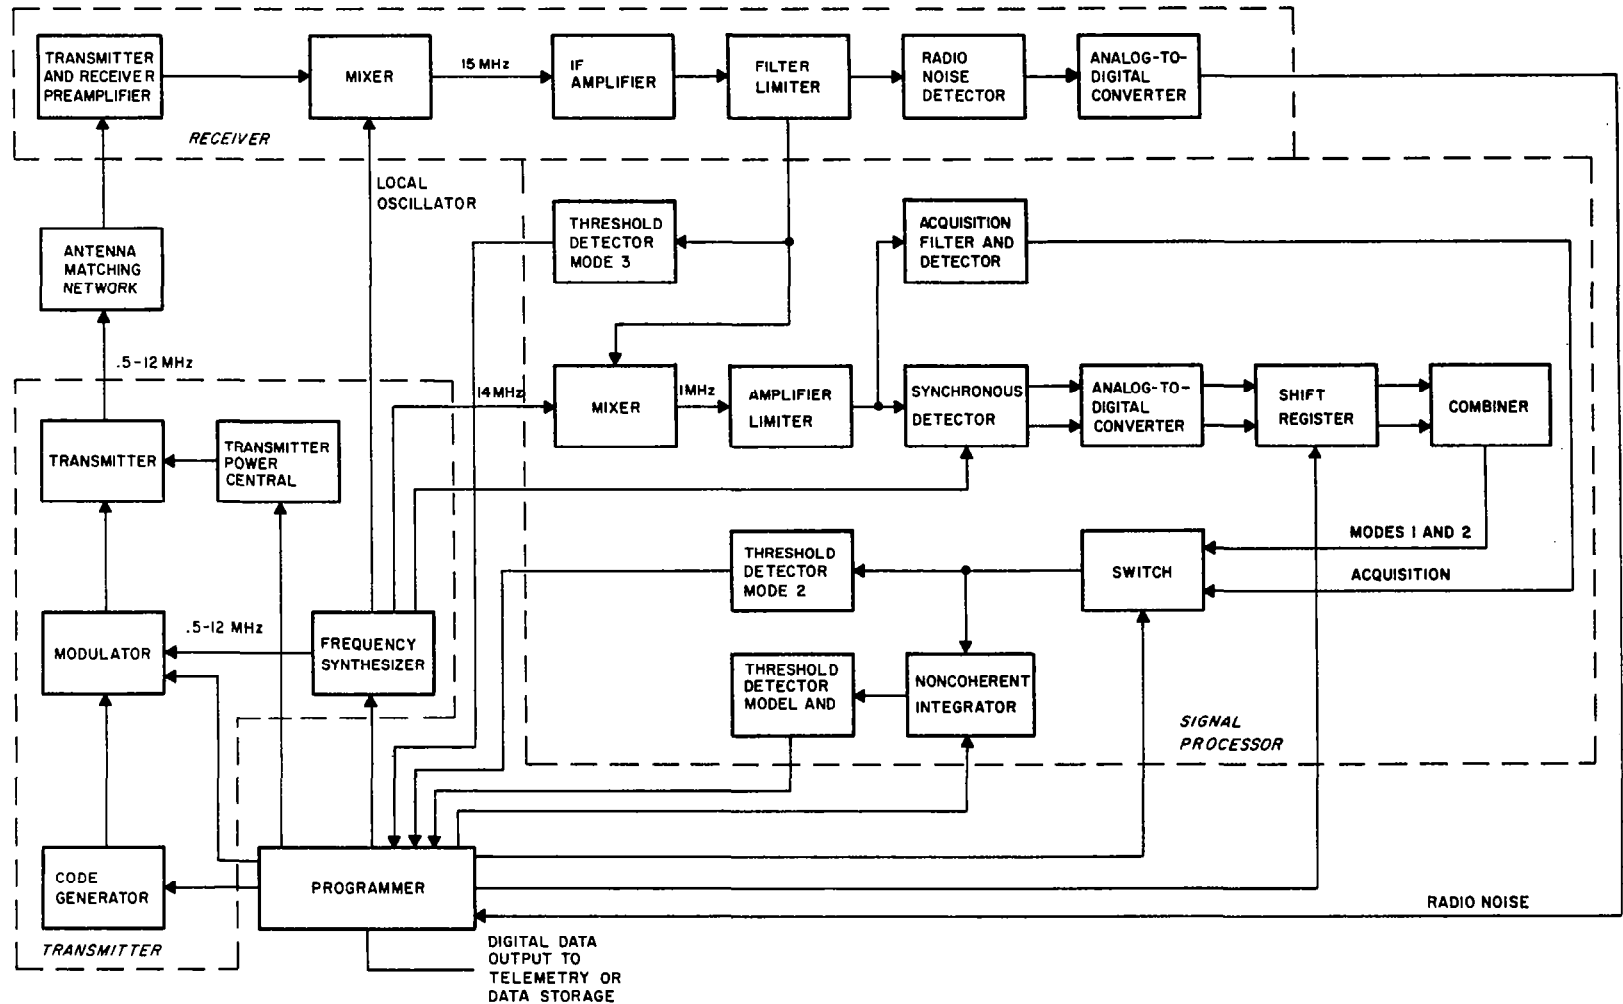 TRANSMITTER
AND RECEIVER
PREAMPLIFIER
MIXER
15 MHz
IF
AMPLIFIER
FILTER
LIMITER
RADIO
NOISE
DETECTOR
ANALOG-TO-
DIGITAL
CONVERTER
RECEIVER
LOCAL
OSCILLATOR
THRESHOLD
DETECTOR
MODE 3
ACQUISITION
FILTER AND
DETECTOR
ANTENNA
MATCHING
NETWORK
.5-12 MHz
14 MHz
MIXER
1 MHz
AMPLIFIER
LIMITER
SYNCHRONOUS
DETECTOR
ANALOG-TO-
DIGITAL
CONVERTER
SHIFT
REGISTER
COMBINER
TRANSMITTER
TRANSMITTER
POWER
CENTRAL
MODES 1 AND 2
ACQUISITION
THRESHOLD
DETECTOR
MODE 2
SWITCH
MODULATOR
.5-12 MHz
FREQUENCY
SYNTHESIZER
THRESHOLD
DETECTOR
MODEL AND
NONCOHERENT
INTEGRATOR
SIGNAL
PROCESSOR
CODE
GENERATOR
PROGRAMMER
RADIO NOISE
TRANSMITTER
DIGITAL DATA
OUTPUT TO
TELEMETRY OR
DATA STORAGE